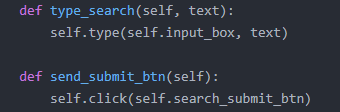 def type_search(self, text):
    self.type(self.input_box, text)

def send_submit_btn(self):
    self.click(self.search_submit_btn)